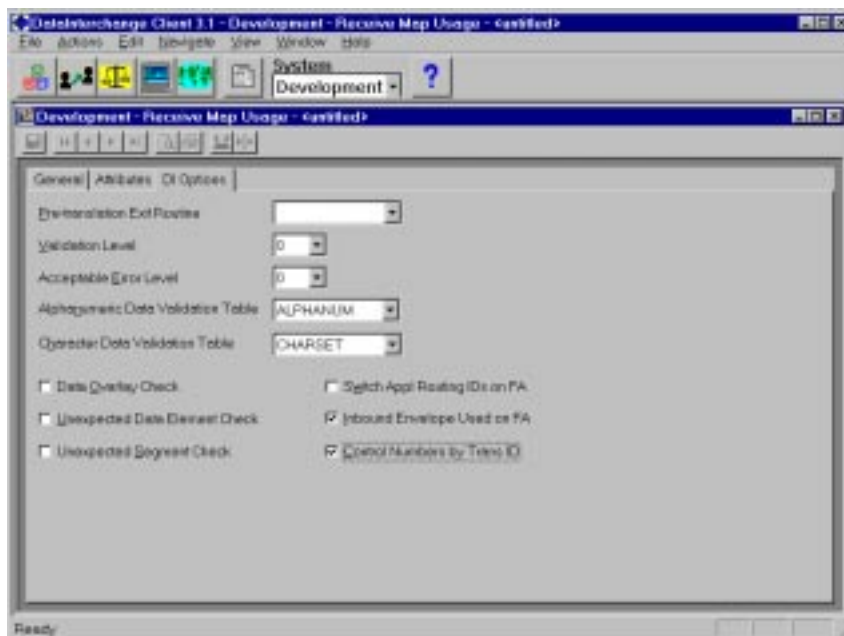 DataInterchange Client 3.1 - Development - Receive Map Usage - <untitled>
File Actions Edit Navigate View Window Help
System
Development
?
Development - Receive Map Usage - <untitled>
General Attributes DI Options
Pre-translation Exit Routine
Validation Level 0
Acceptable Error Level 0
Alphanumeric Data Validation Table ALPHANUM
Character Data Validation Table CHARSET
Data Overlay Check Switch Appl Routing IDs on FA
Unexpected Data Element Check Inbound Envelope Used on FA
Unexpected Segment Check Control Numbers by Trans ID
Ready